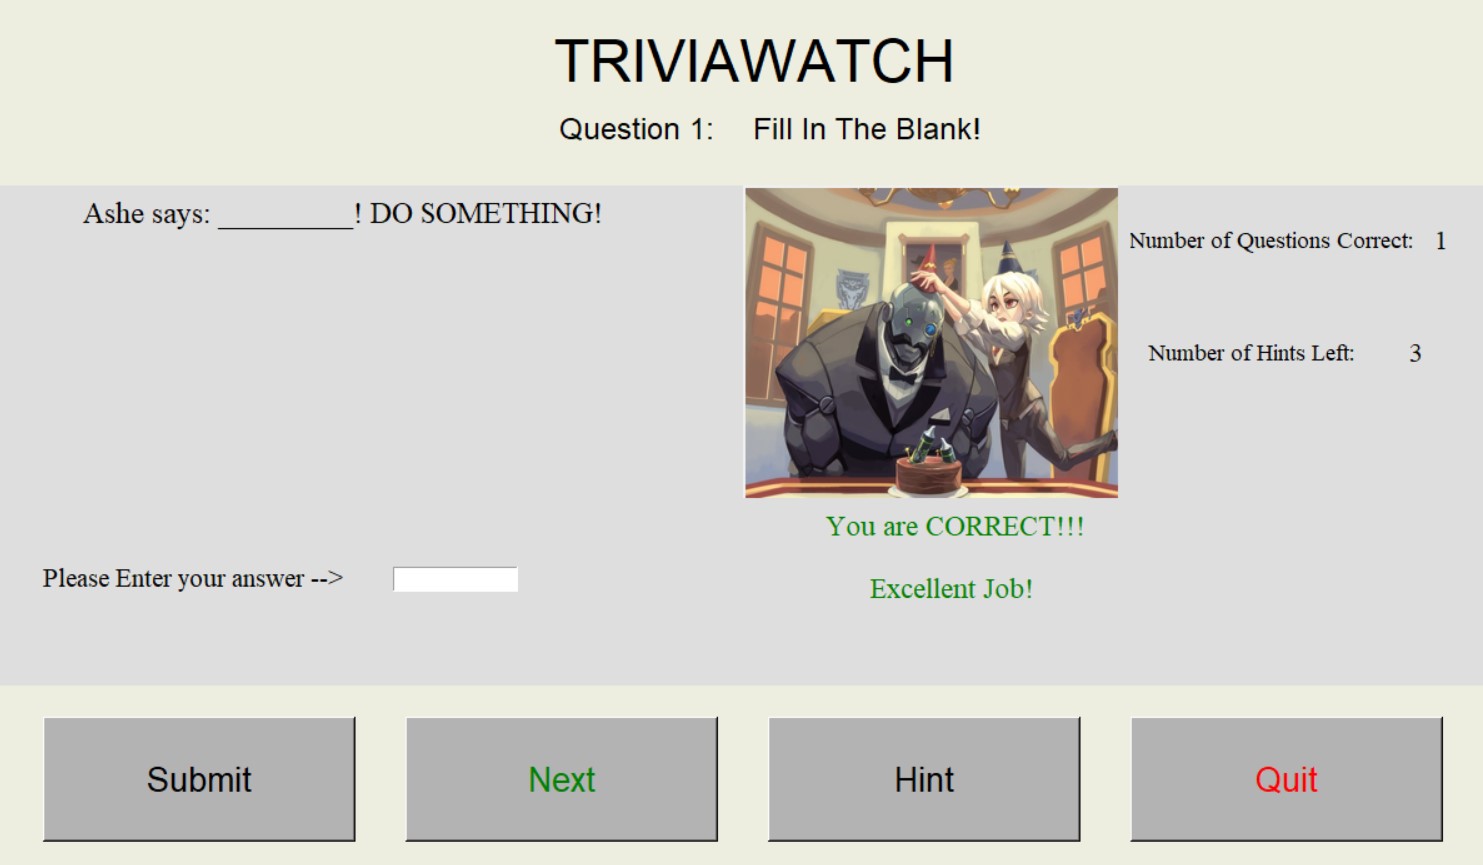 TRIVIAWATCH
Question 1: Fill In The Blank!
Ashe says: _________! DO SOMETHING!
Number of Questions Correct: 1
Number of Hints Left: 3
You are CORRECT!!!
Excellent Job!
Please Enter your answer -->
Submit
Next
Hint
Quit